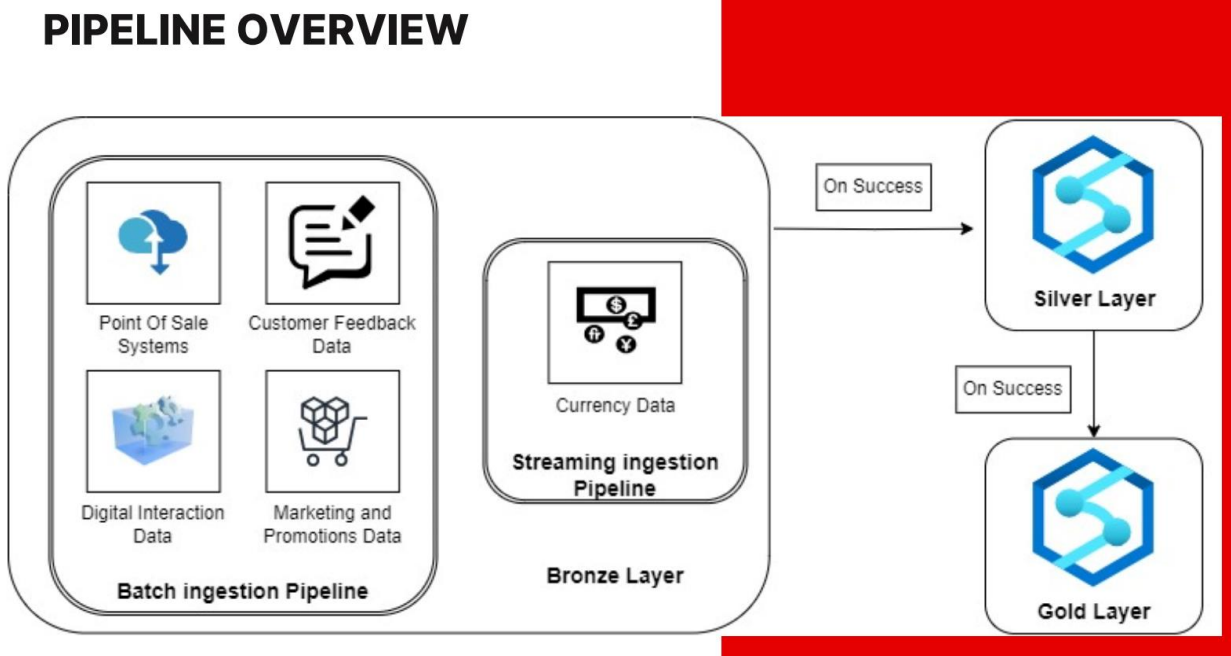 PIPELINE OVERVIEW
Point Of Sale
Systems
Customer Feedback
Data
Digital Interaction
Data
Marketing and
Promotions Data
Batch ingestion Pipeline
Currency Data
Streaming ingestion
Pipeline
Bronze Layer
On Success
Silver Layer
On Success
Gold Layer